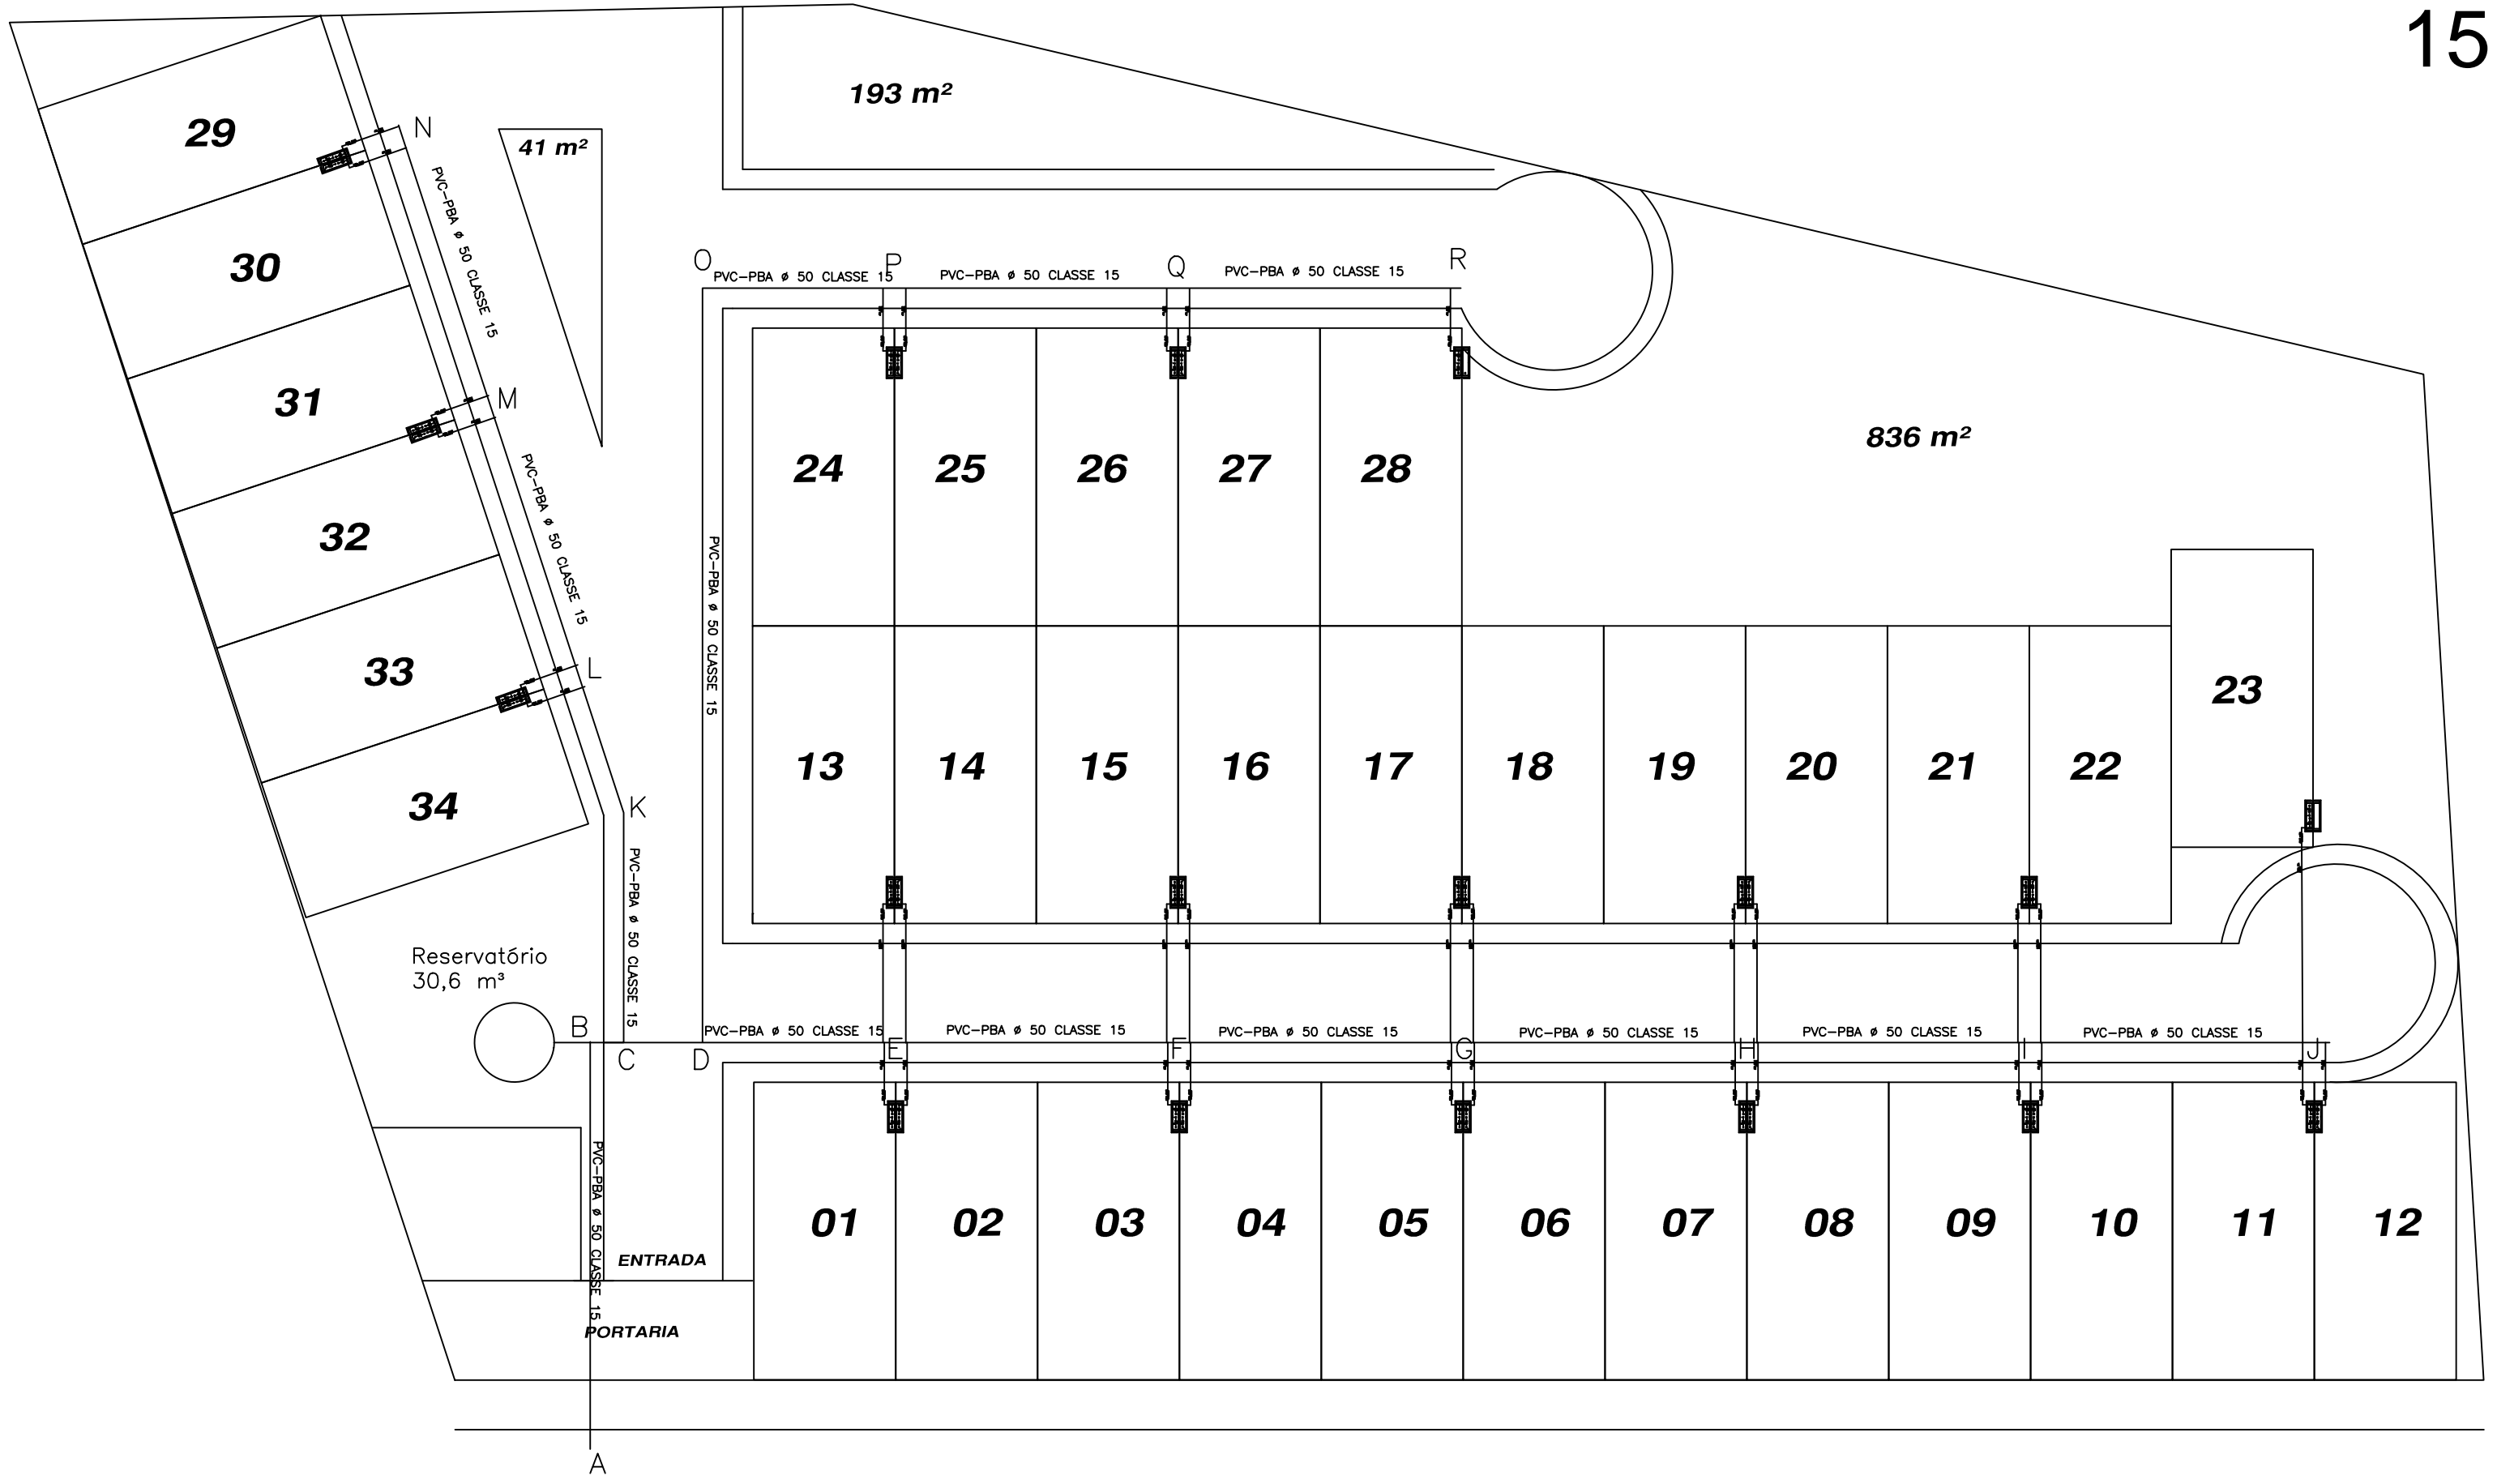 15
193 m²
29
N
41 m²
PVC-PBA ø 50 CLASSE 15
30
O
P
Q
R
PVC-PBA ø 50 CLASSE 15
PVC-PBA ø 50 CLASSE 15
PVC-PBA ø 50 CLASSE 15
31
M
836 m²
24
25
26
27
28
PVC-PBA ø 50 CLASSE 15
32
PVC-PBA ø 50 CLASSE 15
33
L
23
13
14
15
16
17
18
19
20
21
22
34
K
PVC-PBA ø 50 CLASSE 15
Reservatório
30,6 m³
B
C
D
PVC-PBA ø 50 CLASSE 15
PVC-PBA ø 50 CLASSE 15
PVC-PBA ø 50 CLASSE 15
PVC-PBA ø 50 CLASSE 15
PVC-PBA ø 50 CLASSE 15
PVC-PBA ø 50 CLASSE 15
E
F
G
H
I
J
PVC-PBA ø 50 CLASSE 15
01
02
03
04
05
06
07
08
09
10
11
12
ENTRADA
PORTARIA
A